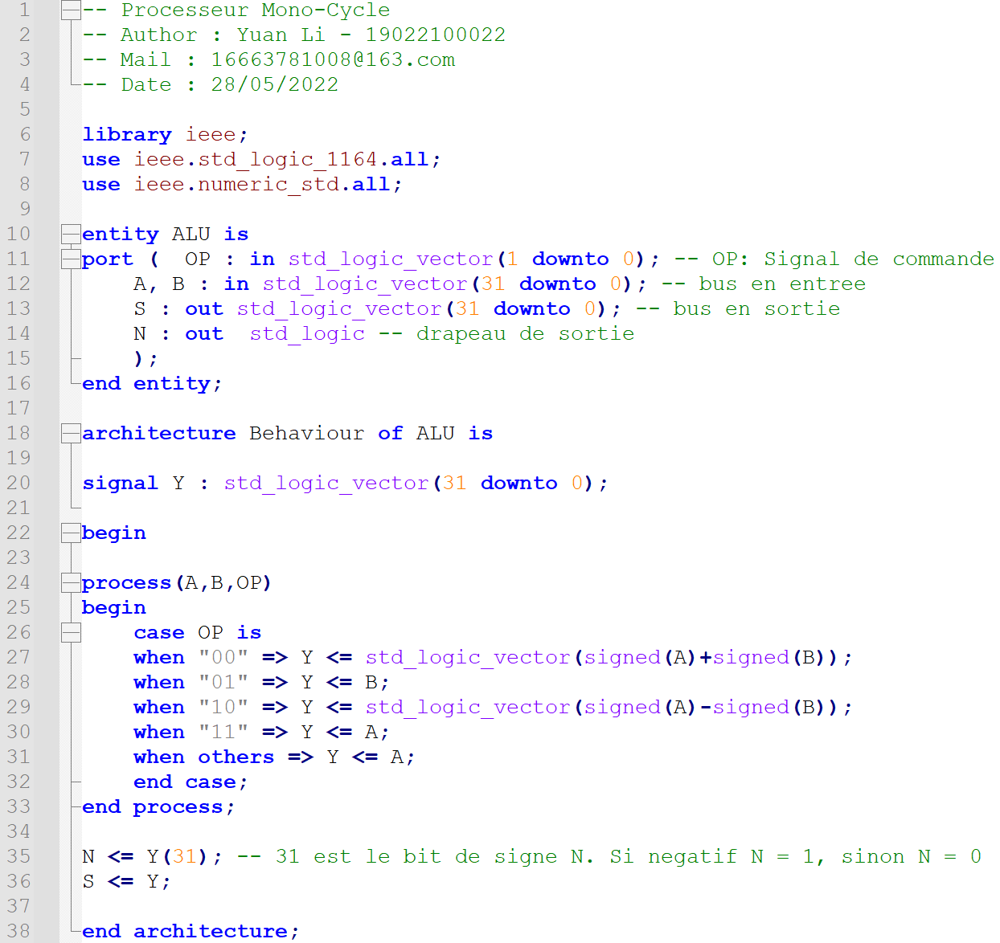 1 -- Processeur Mono-Cycle
2 -- Author : Yuan Li - 19022100022
3 -- Mail : 16663781008@163.com
4 -- Date : 28/05/2022
5
6 library ieee;
7 use ieee.std_logic_1164.all;
8 use ieee.numeric_std.all;
9
10 entity ALU is
11 port (  OP : in std_logic_vector(1 downto 0); -- OP: Signal de commande
12     A, B : in std_logic_vector(31 downto 0); -- bus en entree
13     S : out std_logic_vector(31 downto 0); -- bus en sortie
14     N : out  std_logic -- drapeau de sortie
15     );
16 end entity;
17
18 architecture Behaviour of ALU is
19
20 signal Y : std_logic_vector(31 downto 0);
21
22 begin
23
24 process(A,B,OP)
25 begin
26     case OP is
27     when "00" => Y <= std_logic_vector(signed(A)+signed(B));
28     when "01" => Y <= B;
29     when "10" => Y <= std_logic_vector(signed(A)-signed(B));
30     when "11" => Y <= A;
31     when others => Y <= A;
32     end case;
33 end process;
34
35 N <= Y(31); -- 31 est le bit de signe N. Si negatif N = 1, sinon N = 0
36 S <= Y;
37
38 end architecture;